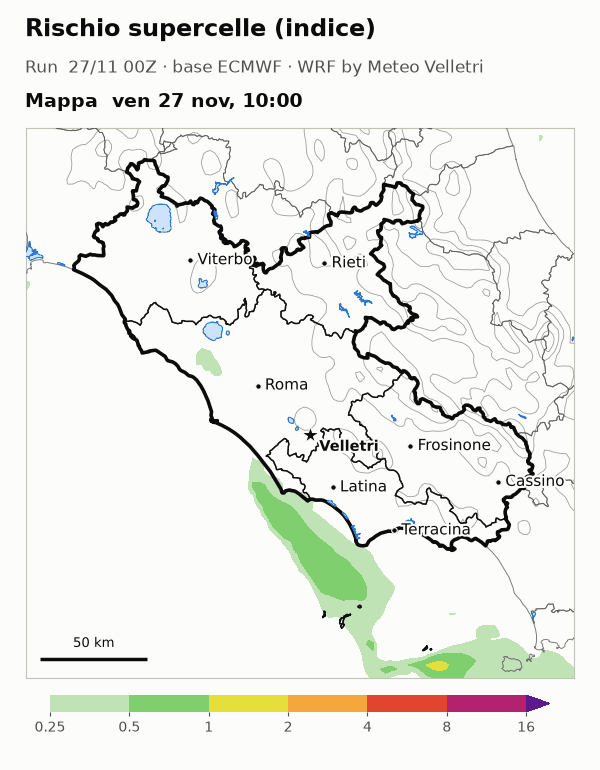 Rischio supercelle (indice)
Run  27/11 00Z · base ECMWF · WRF by Meteo Velletri
Mappa  ven 27 nov, 10:00
Viterbo
Rieti
Roma
Velletri
Frosinone
Latina
Cassino
Terracina
50 km
0.25 0.5 1 2 4 8 16